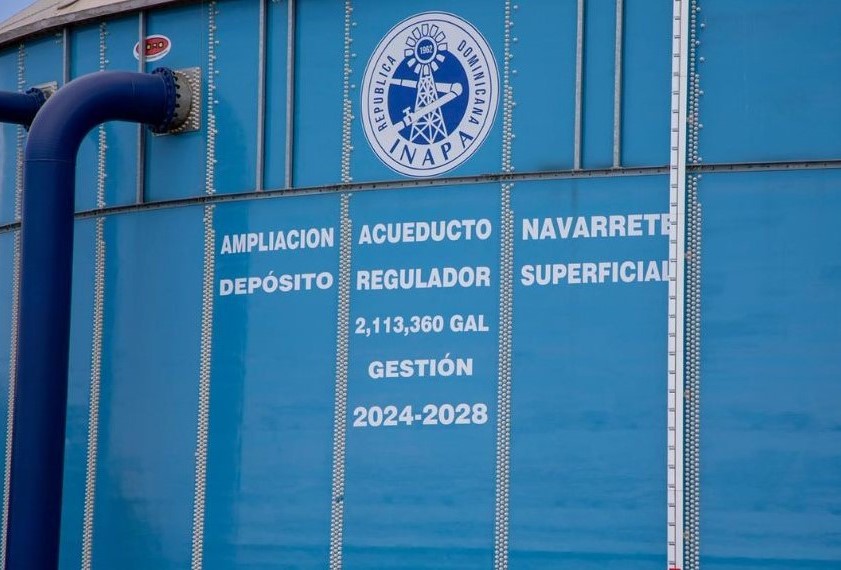 REPUBLICA DOMINICANA
1962
INAPA
AMPLIACION ACUEDUCTO NAVARRETE
DEPÓSITO REGULADOR SUPERFICIAL
2,113,360 GAL
GESTIÓN
2024-2028